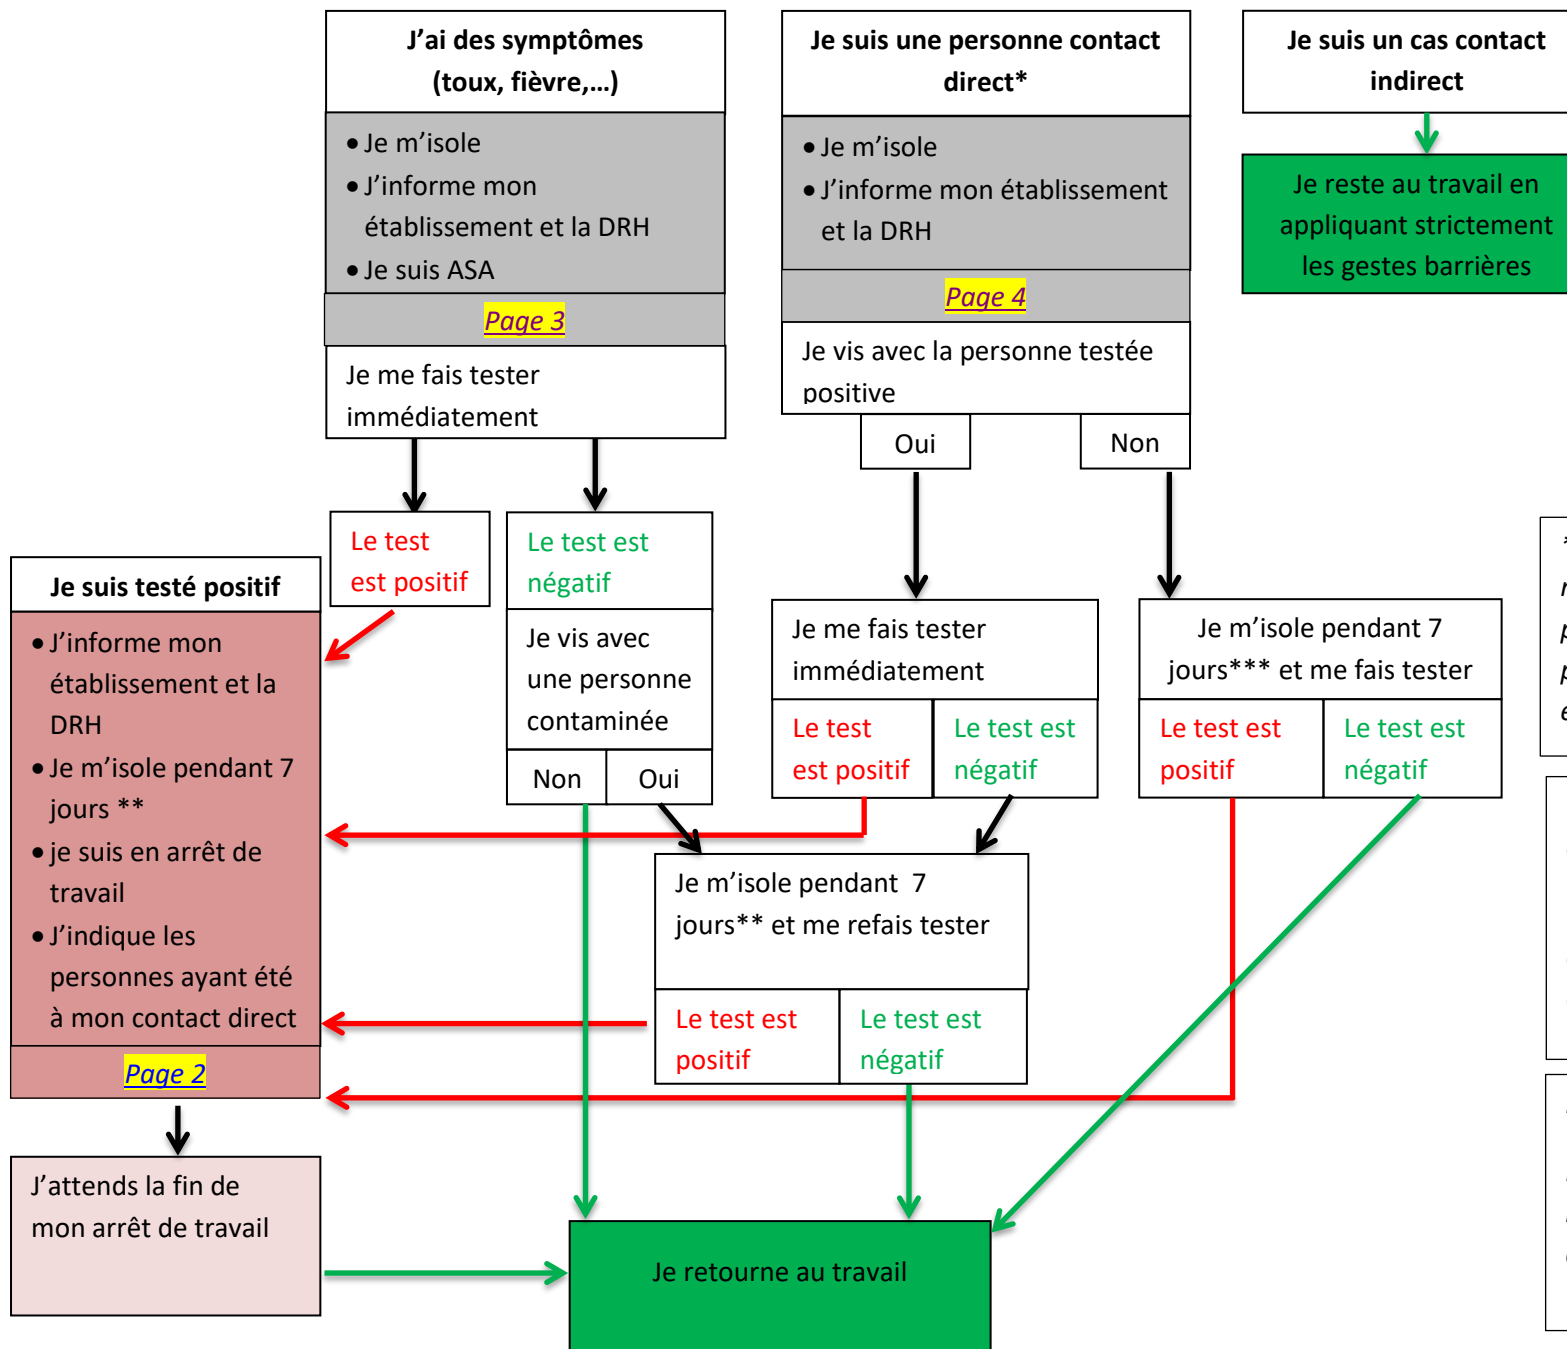 J’ai des symptômes
(toux, fièvre,…)
• Je m’isole
• J’informe mon
établissement et la DRH
• Je suis ASA
Page 3
Je me fais tester
immédiatement
Le test
est positif
Le test est
négatif
Je vis avec
une personne
contaminée
Non
Oui
Je suis une personne contact
direct*
• Je m’isole
• J’informe mon établissement
et la DRH
Page 4
Je vis avec la personne testée
positive
Oui
Non
Je me fais tester
immédiatement
Le test
est positif
Le test est
négatif
Je m’isole pendant 7
jours*** et me fais tester
Le test est
positif
Le test est
négatif
Je m’isole pendant  7
jours** et me refais tester
Le test est
positif
Le test est
négatif
Je suis un cas contact
indirect
Je reste au travail en
appliquant strictement
les gestes barrières
Je suis testé positif
• J’informe mon
établissement et la
DRH
• Je m’isole pendant 7
jours **
• je suis en arrêt de
travail
• J’indique les
personnes ayant été
à mon contact direct
Page 2
J’attends la fin de
mon arrêt de travail
Je retourne au travail